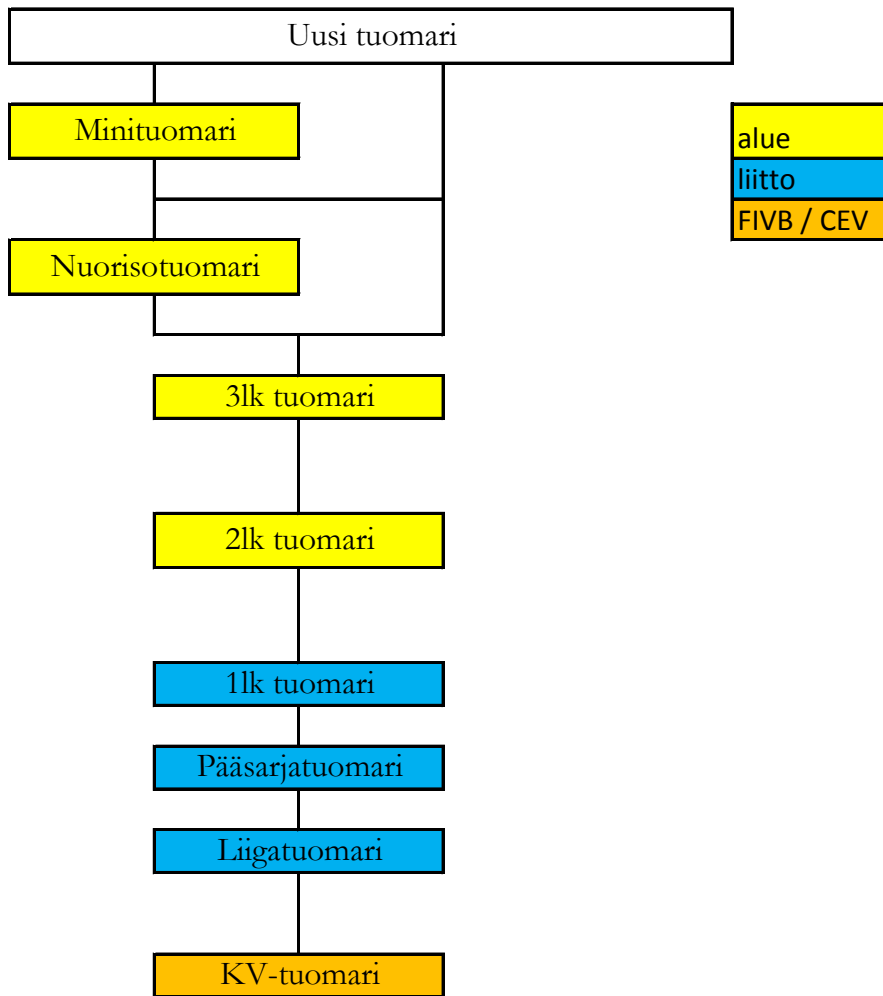 Uusi tuomari
Minituomari
alue
liitto
FIVB / CEV
Nuorisotuomari
3lk tuomari
2lk tuomari
1lk tuomari
Pääsarjatuomari
Liigatuomari
KV-tuomari